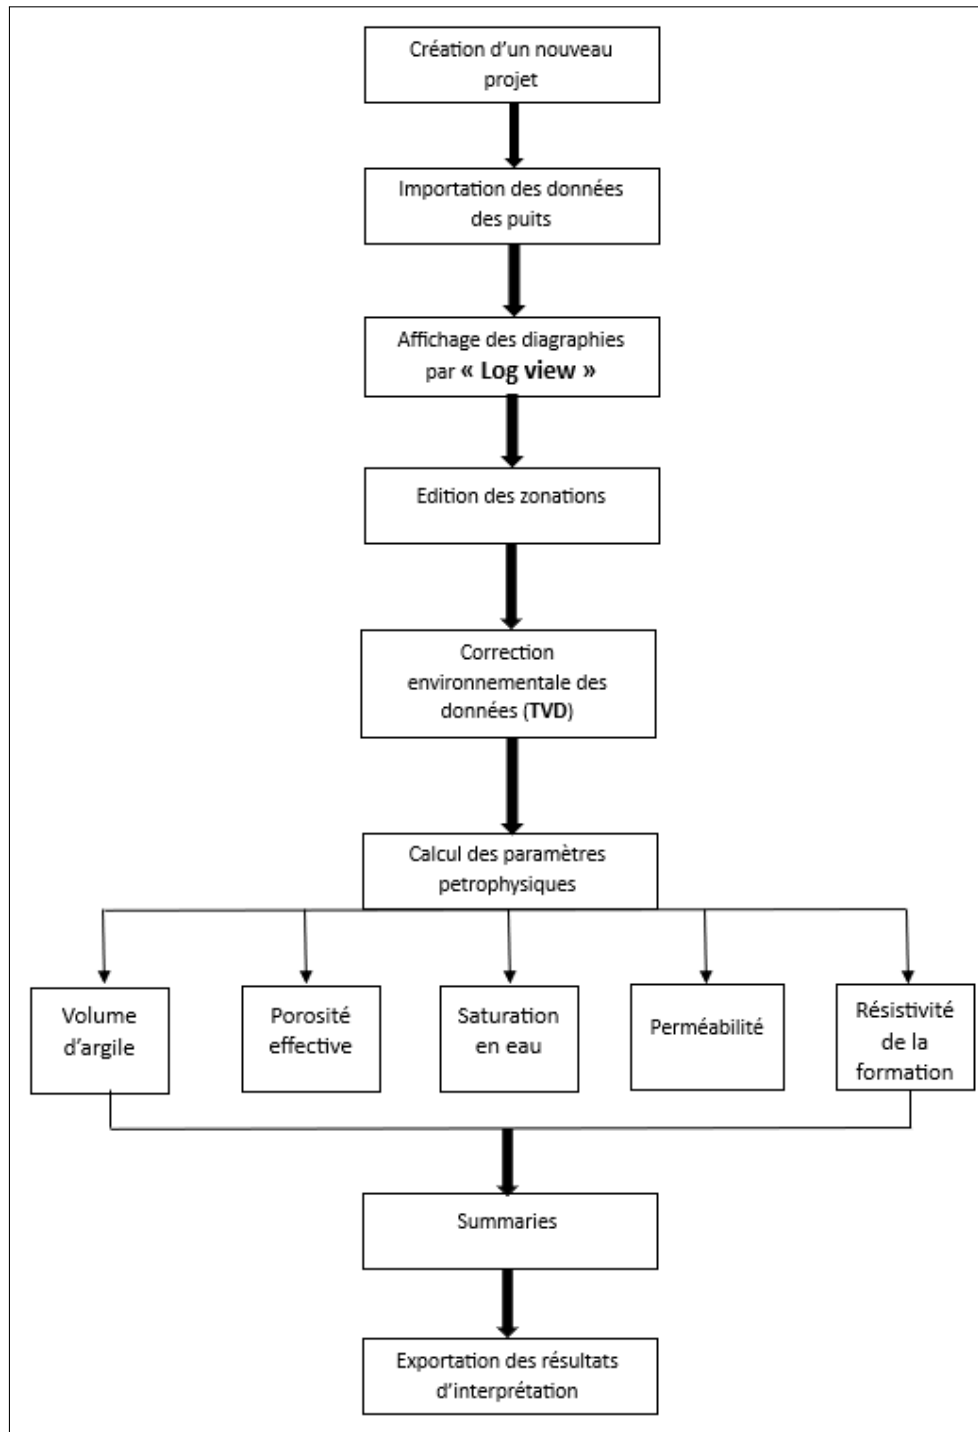 Création d’un nouveau
projet
Importation des données
des puits
Affichage des diagraphies
par « Log view »
Edition des zonations
Correction
environnementale des
données (TVD)
Calcul des paramètres
petrophysiques
Volume
d’argile
Porosité
effective
Saturation
en eau
Perméabilité
Résistivité
de la
formation
Summaries
Exportation des résultats
d’interprétation